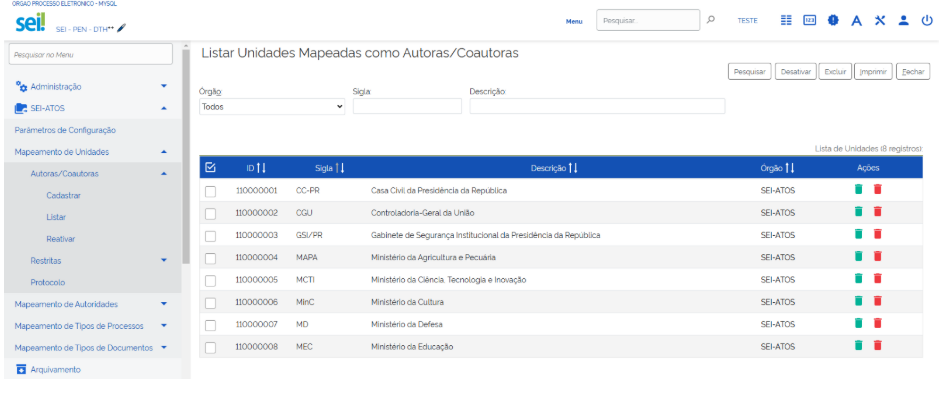 ORGAO PROCESSO ELETRONICO - MYSQL
sei!
SEI - PEN - DTH**
Menu
Pesquisar...
TESTE
Pesquisar no Menu
Administração
SEI-ATOS
Parâmetros de Configuração
Mapeamento de Unidades
Autoras/Coautoras
Cadastrar
Listar
Reativar
Restritas
Protocolo
Mapeamento de Autoridades
Mapeamento de Tipos de Processos
Mapeamento de Tipos de Documentos
Arquivamento
Listar Unidades Mapeadas como Autoras/Coautoras
Pesquisar Desativar Excluir Imprimir Fechar
Órgão: Sigla: Descrição:
Todos
Lista de Unidades (8 registros):
ID Sigla Descrição Órgão Ações
110000001 CC-PR Casa Civil da Presidência da República SEI-ATOS
110000002 CGU Controladoria-Geral da União SEI-ATOS
110000003 GSI/PR Gabinete de Segurança Institucional da Presidência da República SEI-ATOS
110000004 MAPA Ministério da Agricultura e Pecuária SEI-ATOS
110000005 MCTI Ministério da Ciência, Tecnologia e Inovação SEI-ATOS
110000006 MinC Ministério da Cultura SEI-ATOS
110000007 MD Ministério da Defesa SEI-ATOS
110000008 MEC Ministério da Educação SEI-ATOS